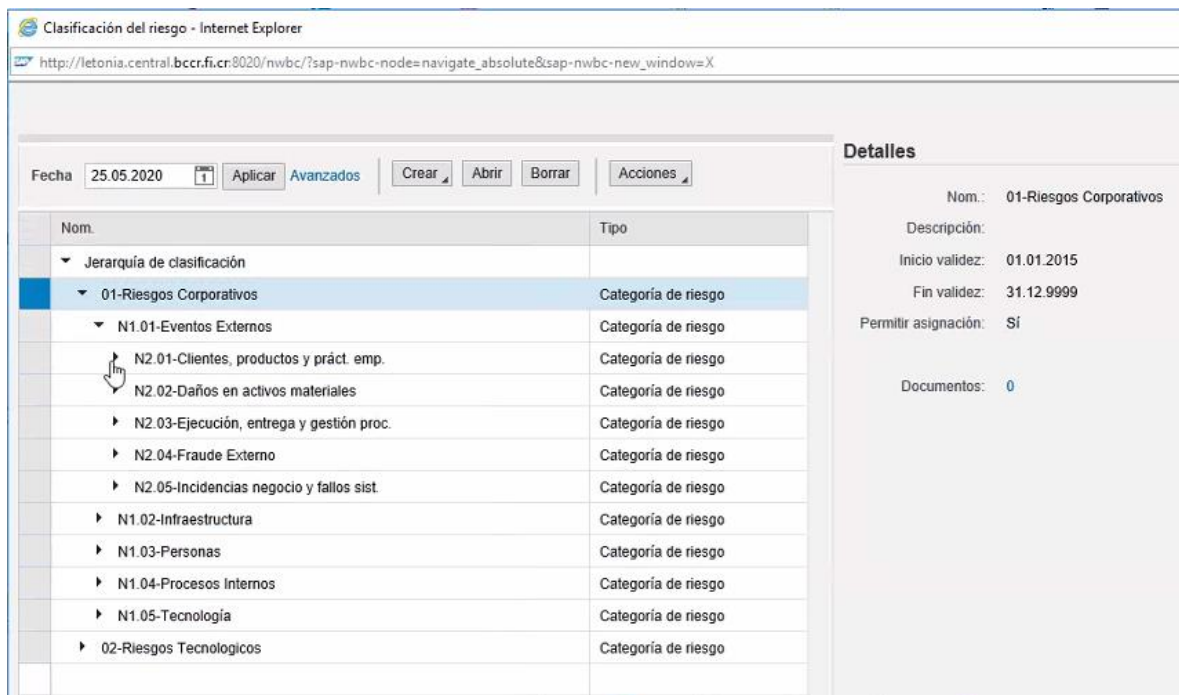 Clasificación del riesgo - Internet Explorer
http://letonia.central.bccr.fi.cr:8020/nwbc/?sap-nwbc-node=navigate_absolute&sap-nwbc-new_window=X
Fecha 25.05.2020 1 Aplicar Avanzados Crear Abrir Borrar Acciones
Nom. Tipo
Jerarquía de clasificación
01-Riesgos Corporativos Categoría de riesgo
N1.01-Eventos Externos Categoría de riesgo
N2.01-Clientes, productos y práct. emp. Categoría de riesgo
N2.02-Daños en activos materiales Categoría de riesgo
N2.03-Ejecución, entrega y gestión proc. Categoría de riesgo
N2.04-Fraude Externo Categoría de riesgo
N2.05-Incidencias negocio y fallos sist. Categoría de riesgo
N1.02-Infraestructura Categoría de riesgo
N1.03-Personas Categoría de riesgo
N1.04-Procesos Internos Categoría de riesgo
N1.05-Tecnología Categoría de riesgo
02-Riesgos Tecnologicos Categoría de riesgo
Detalles
Nom.: 01-Riesgos Corporativos
Descripción:
Inicio validez: 01.01.2015
Fin validez: 31.12.9999
Permitir asignación: Sí
Documentos: 0